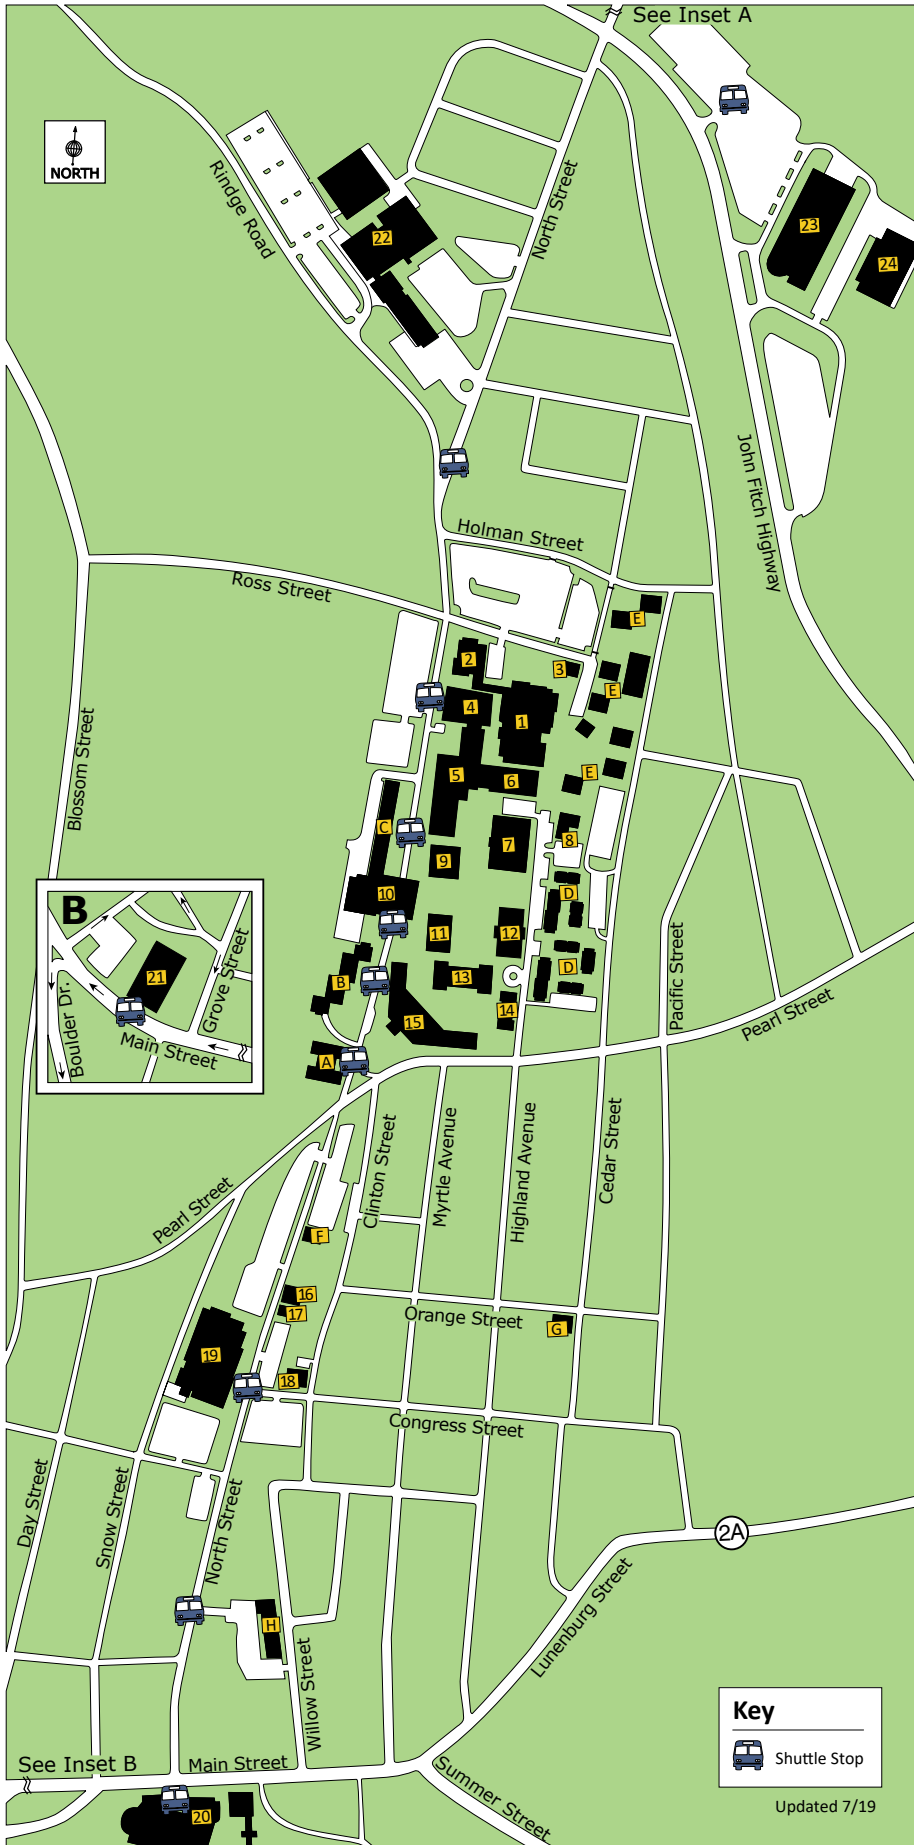 See Inset A
NORTH
Rindge Road
22
North Street
23
24
John Fitch Highway
Holman Street
Ross Street
E
2
3
E
4
1
Blossom Street
5
6
E
C
7
8
9
10
D
11
12
B
21
Grove Street
Boulder Dr.
Main Street
D
13
B
14
15
Pacific Street
Pearl Street
A
Clinton Street
Myrtle Avenue
Highland Avenue
Cedar Street
Pearl Street
F
16
17
Orange Street
G
19
18
Congress Street
Day Street
Snow Street
North Street
2A
Lunenburg Street
H
Willow Street
Key
Shuttle Stop
See Inset B
Main Street
Summer Street
20
Updated 7/19